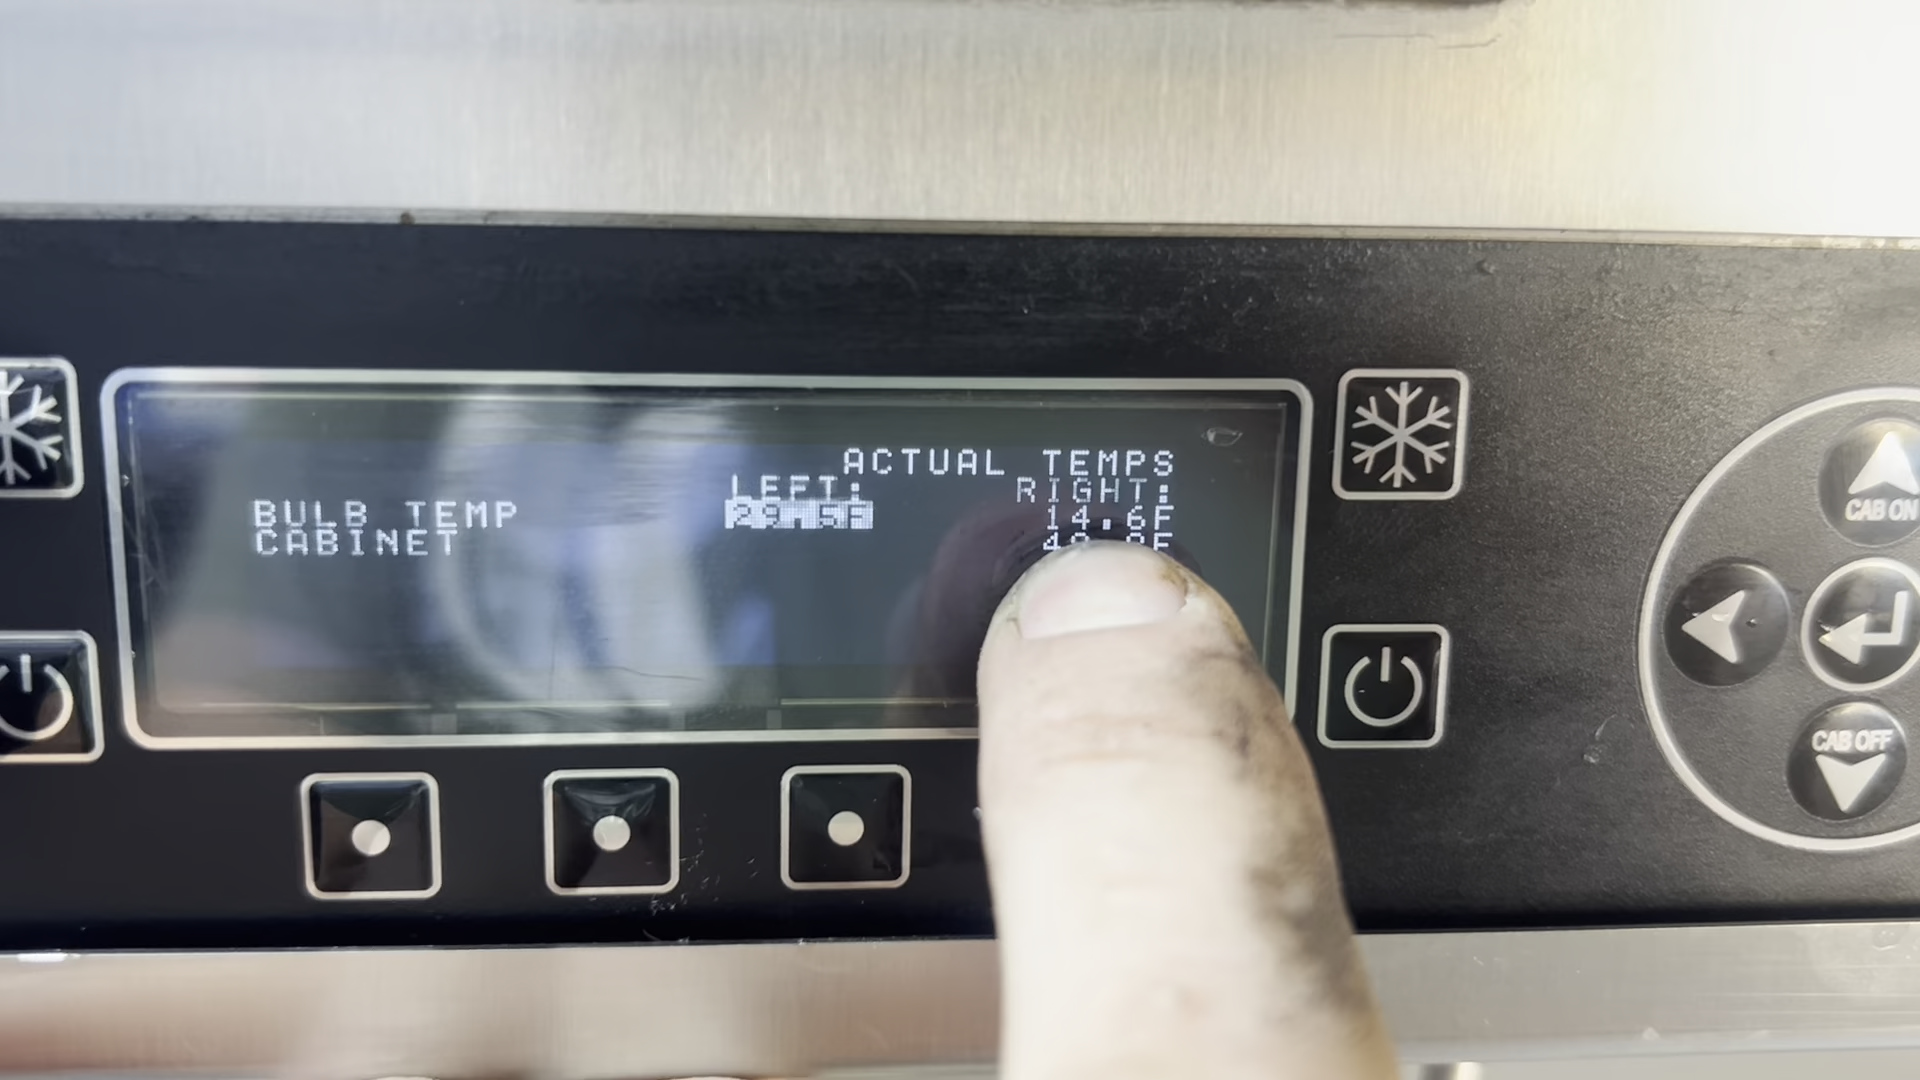 ACTUAL TEMPS
LEFT: RIGHT:
BULB TEMP 14.6F
CABINET
CAB ON
CAB OFF